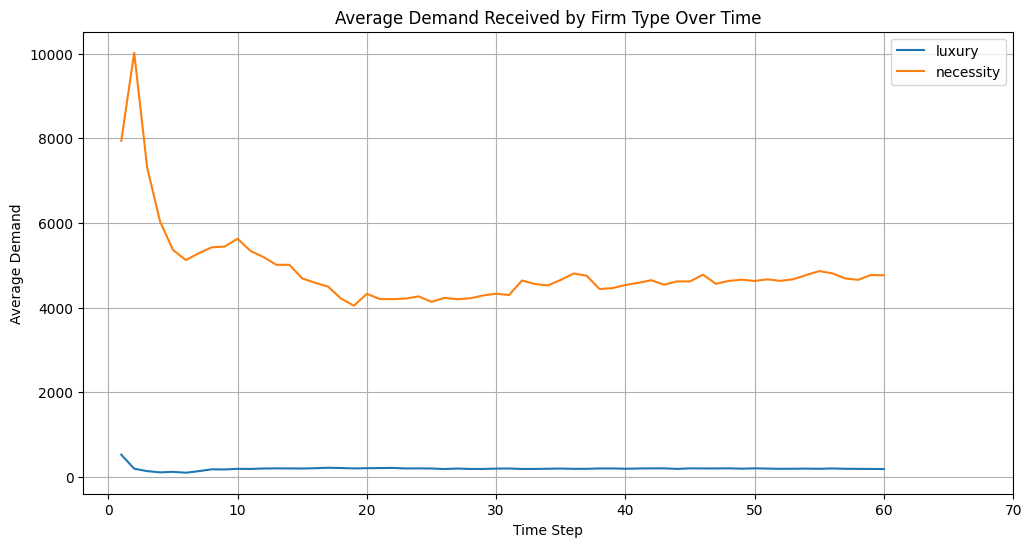 Average Demand Received by Firm Type Over Time
luxury
necessity
Average Demand
10000
8000
6000
4000
2000
0
0 10 20 30 40 50 60 70
Time Step